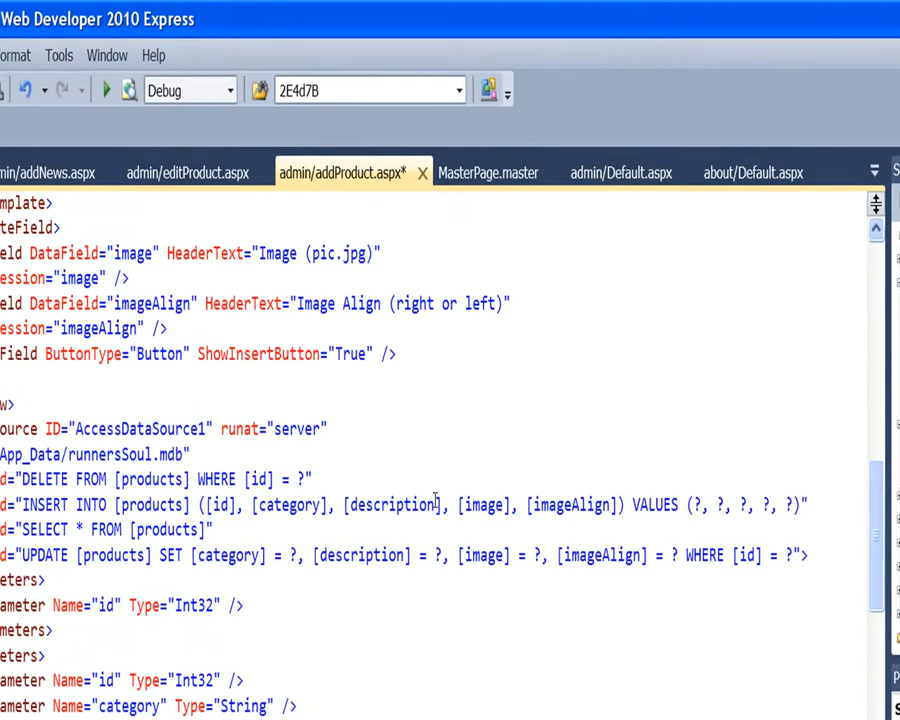 Web Developer 2010 Express
ormat Tools Window Help
Debug 2E4d7B
min/addNews.aspx admin/editProduct.aspx admin/addProduct.aspx* MasterPage.master admin/Default.aspx about/Default.aspx
mplate>
teField>
eld DataField="image" HeaderText="Image (pic.jpg)"
ession="image" />
eld DataField="imageAlign" HeaderText="Image Align (right or left)"
ession="imageAlign" />
Field ButtonType="Button" ShowInsertButton="True" />
w>
ource ID="AccessDataSource1" runat="server"
App_Data/runnersSoul.mdb"
d="DELETE FROM [products] WHERE [id] = ?"
d="INSERT INTO [products] ([id], [category], [description], [image], [imageAlign]) VALUES (?, ?, ?, ?, ?)"
d="SELECT * FROM [products]"
d="UPDATE [products] SET [category] = ?, [description] = ?, [image] = ?, [imageAlign] = ? WHERE [id] = ?">
eters>
ameter Name="id" Type="Int32" />
meters>
eters>
ameter Name="id" Type="Int32" />
ameter Name="category" Type="String" />